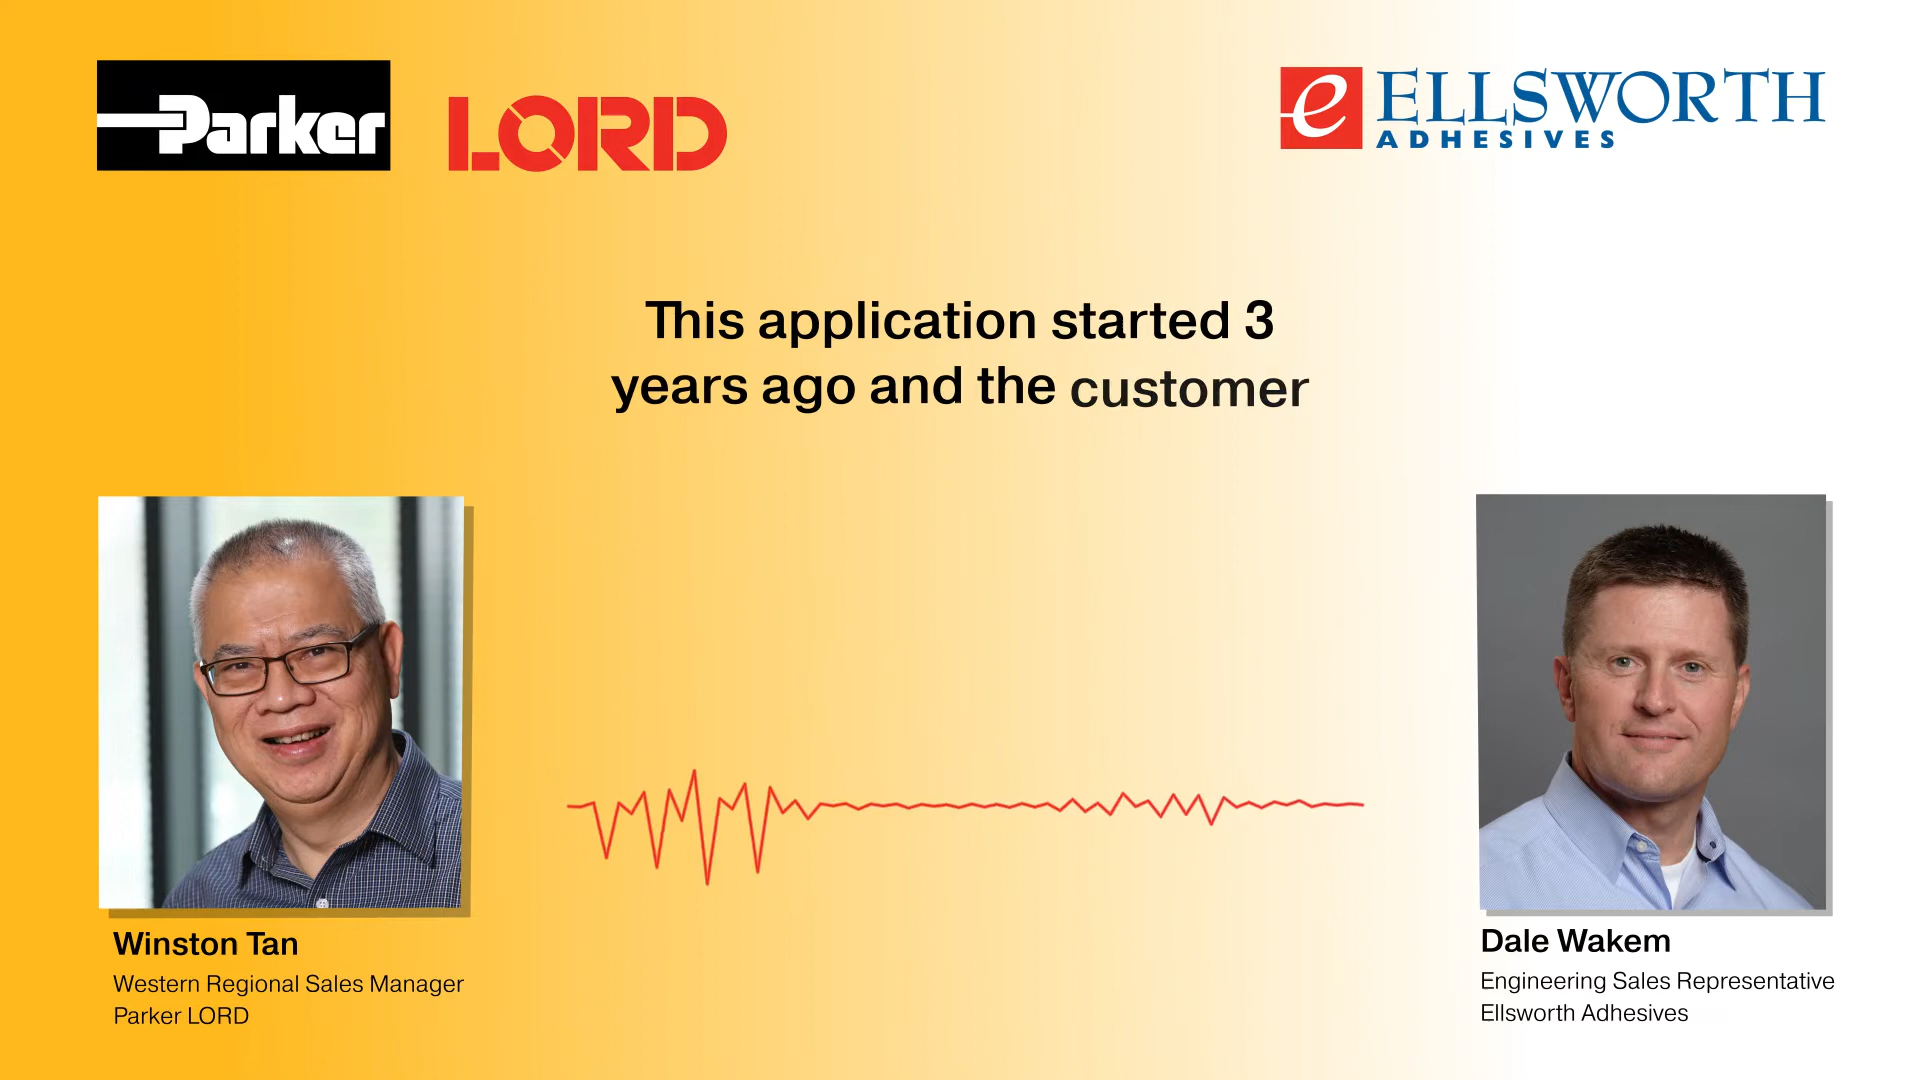 Parker LORD
e ELLSWORTH
ADHESIVES
This application started 3
years ago and the customer
Winston Tan
Western Regional Sales Manager
Parker LORD
Dale Wakem
Engineering Sales Representative
Ellsworth Adhesives